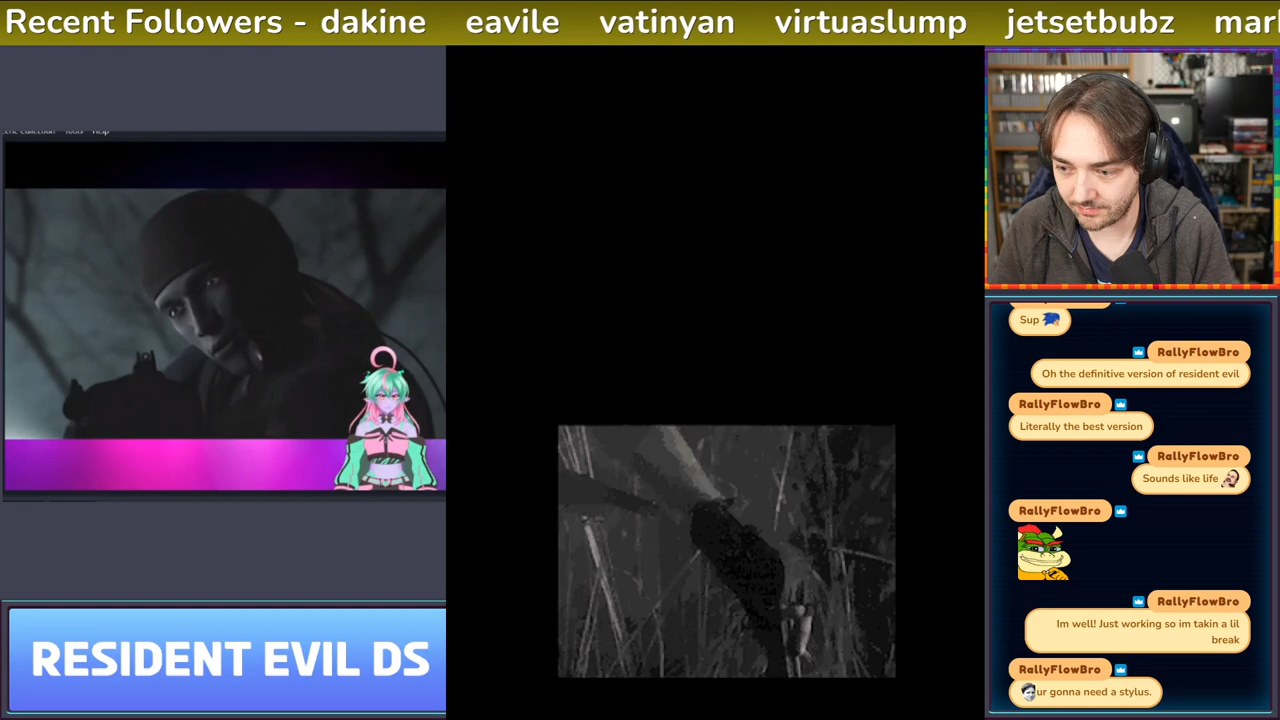 Recent Followers - dakine eavile vatinyan virtuaslump jetsetbubz
Tools Help
Sup
RallyFlowBro
Oh the definitive version of resident evil
RallyFlowBro
Literally the best version
RallyFlowBro
Sounds like life
RallyFlowBro
RallyFlowBro
Im well! Just working so im takin a lil
break
RallyFlowBro
ur gonna need a stylus.
RESIDENT EVIL DS